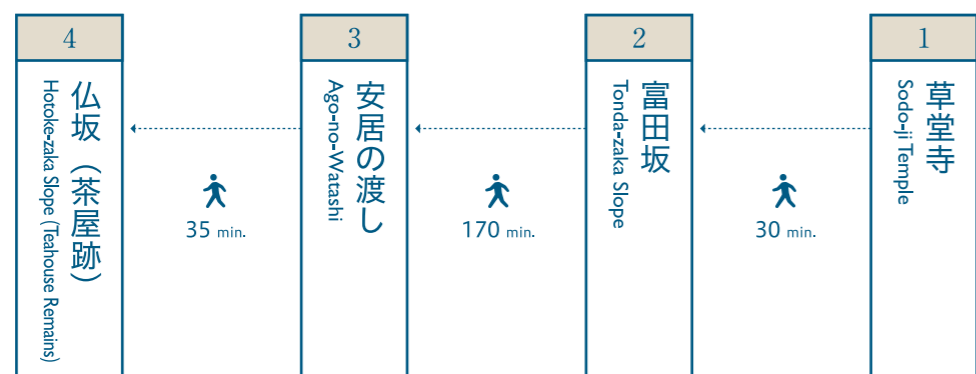 1
草堂寺
Sodo-ji Temple
30 min.
2
富田坂
Tonda-zaka Slope
170 min.
3
安居の渡し
Ago-no-Watashi
35 min.
4
仏坂（茶屋跡）
Hotoke-zaka Slope (Teahouse Remains)